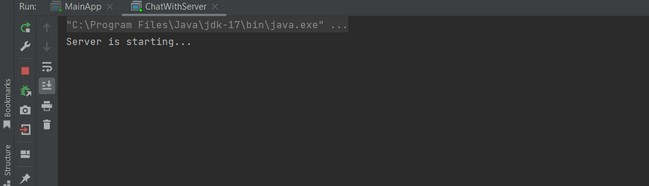 Run: MainApp ChatWithServer
"C:\Program Files\Java\jdk-17\bin\java.exe" ...
Server is starting...
Bookmarks
Structure